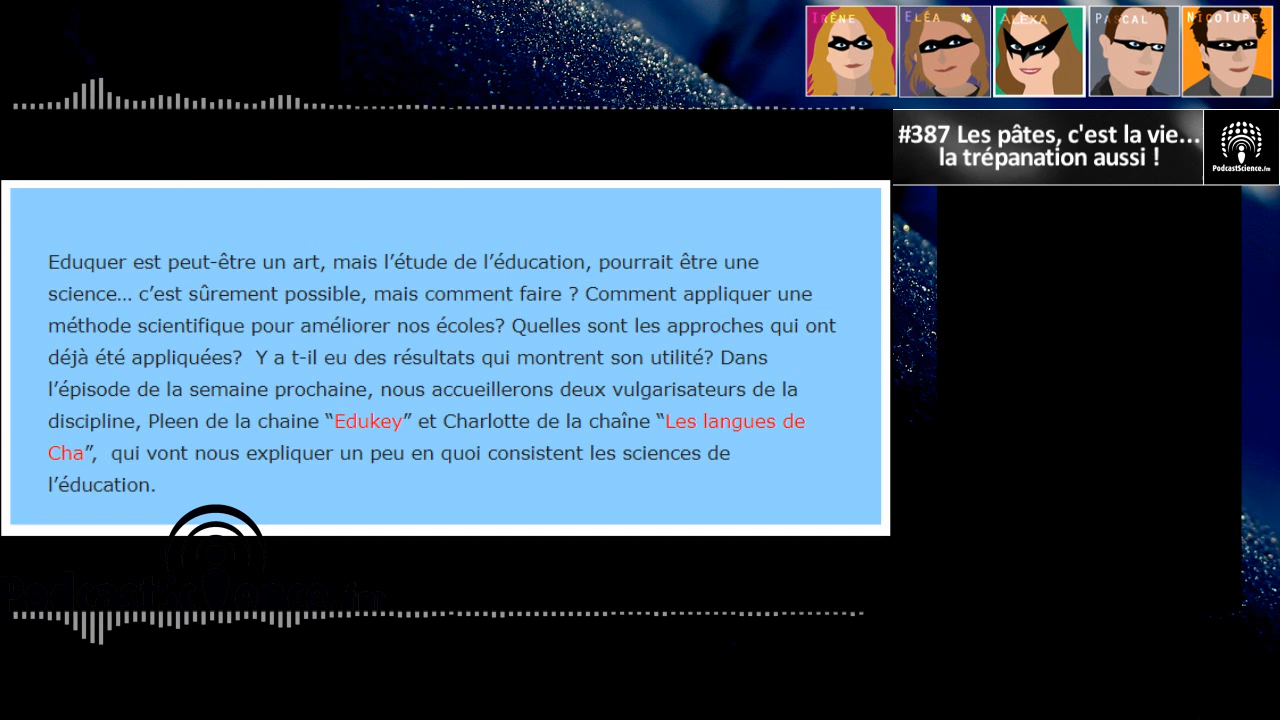 IRÈNE
ELÉA
ALEXA
PASCAL
NICOTUPE
#387 Les pâtes, c'est la vie...
la trépanation aussi !
PodcastScience.fm
Eduquer est peut-être un art, mais l’étude de l’éducation, pourrait être une
science… c’est sûrement possible, mais comment faire ? Comment appliquer une
méthode scientifique pour améliorer nos écoles? Quelles sont les approches qui ont
déjà été appliquées?  Y a t-il eu des résultats qui montrent son utilité? Dans
l’épisode de la semaine prochaine, nous accueillerons deux vulgarisateurs de la
discipline, Pleen de la chaine “Edukey” et Charlotte de la chaîne “Les langues de
Cha”,  qui vont nous expliquer un peu en quoi consistent les sciences de
l’éducation.
PodcastScience.fm